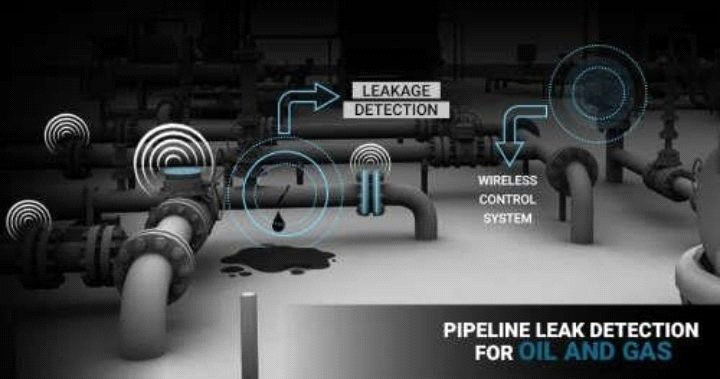 LEAKAGE
DETECTION
WIRELESS
CONTROL
SYSTEM
PIPELINE LEAK DETECTION
FOR OIL AND GAS